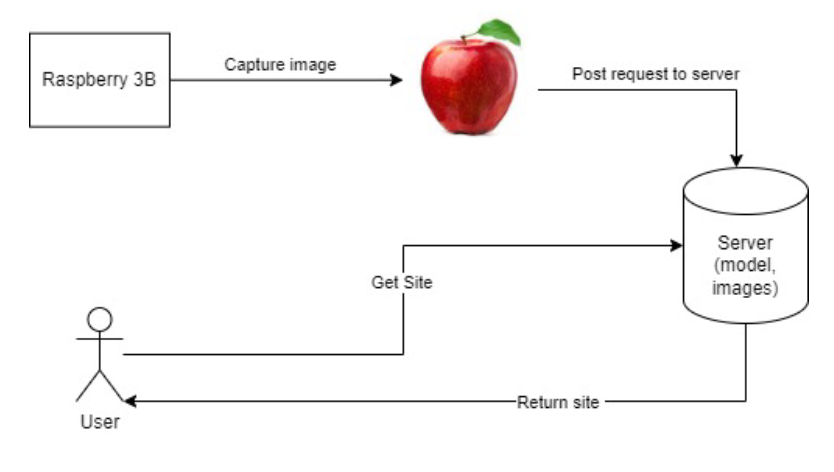 Raspberry 3B
Capture image
Post request to server
Server
(model,
images)
Get Site
Return site
User